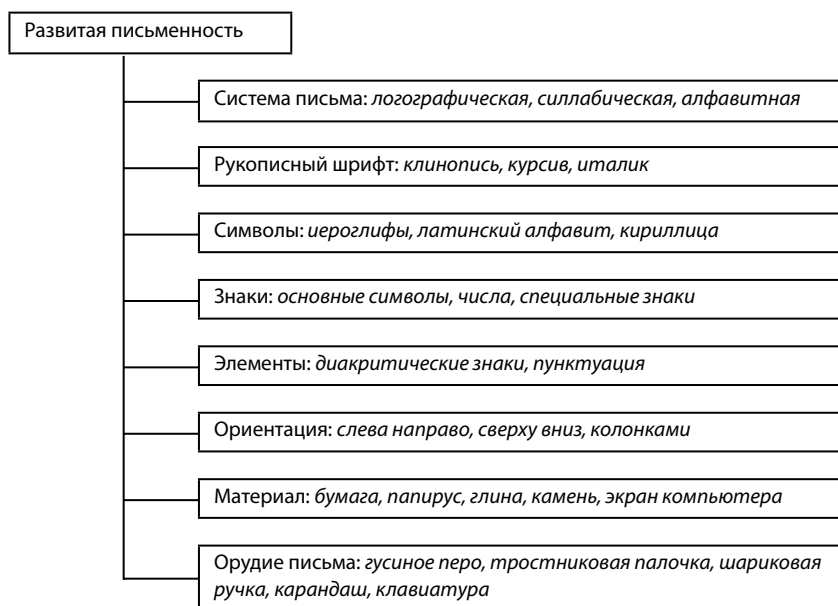 Развитая письменность
Система письма: логографическая, силлабическая, алфавитная
Рукописный шрифт: клинопись, курсив, италик
Символы: иероглифы, латинский алфавит, кириллица
Знаки: основные символы, числа, специальные знаки
Элементы: диакритические знаки, пунктуация
Ориентация: слева направо, сверху вниз, колонками
Материал: бумага, папирус, глина, камень, экран компьютера
Орудие письма: гусиное перо, тростниковая палочка, шариковая
ручка, карандаш, клавиатура